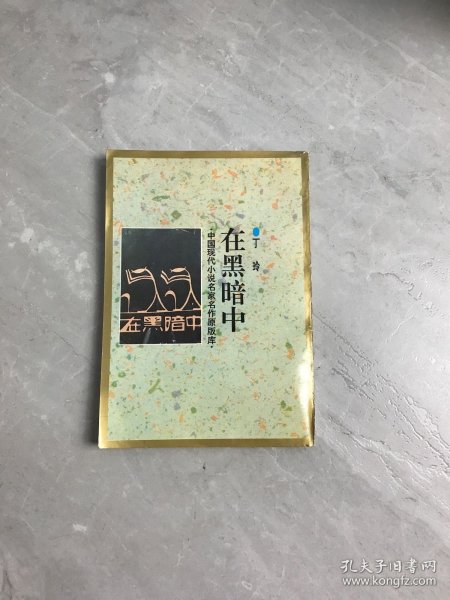 丁玲
在黑暗中
·中国现代小说名家名作原版库·
在黑暗中
孔夫子旧书网
www.kongfz.com